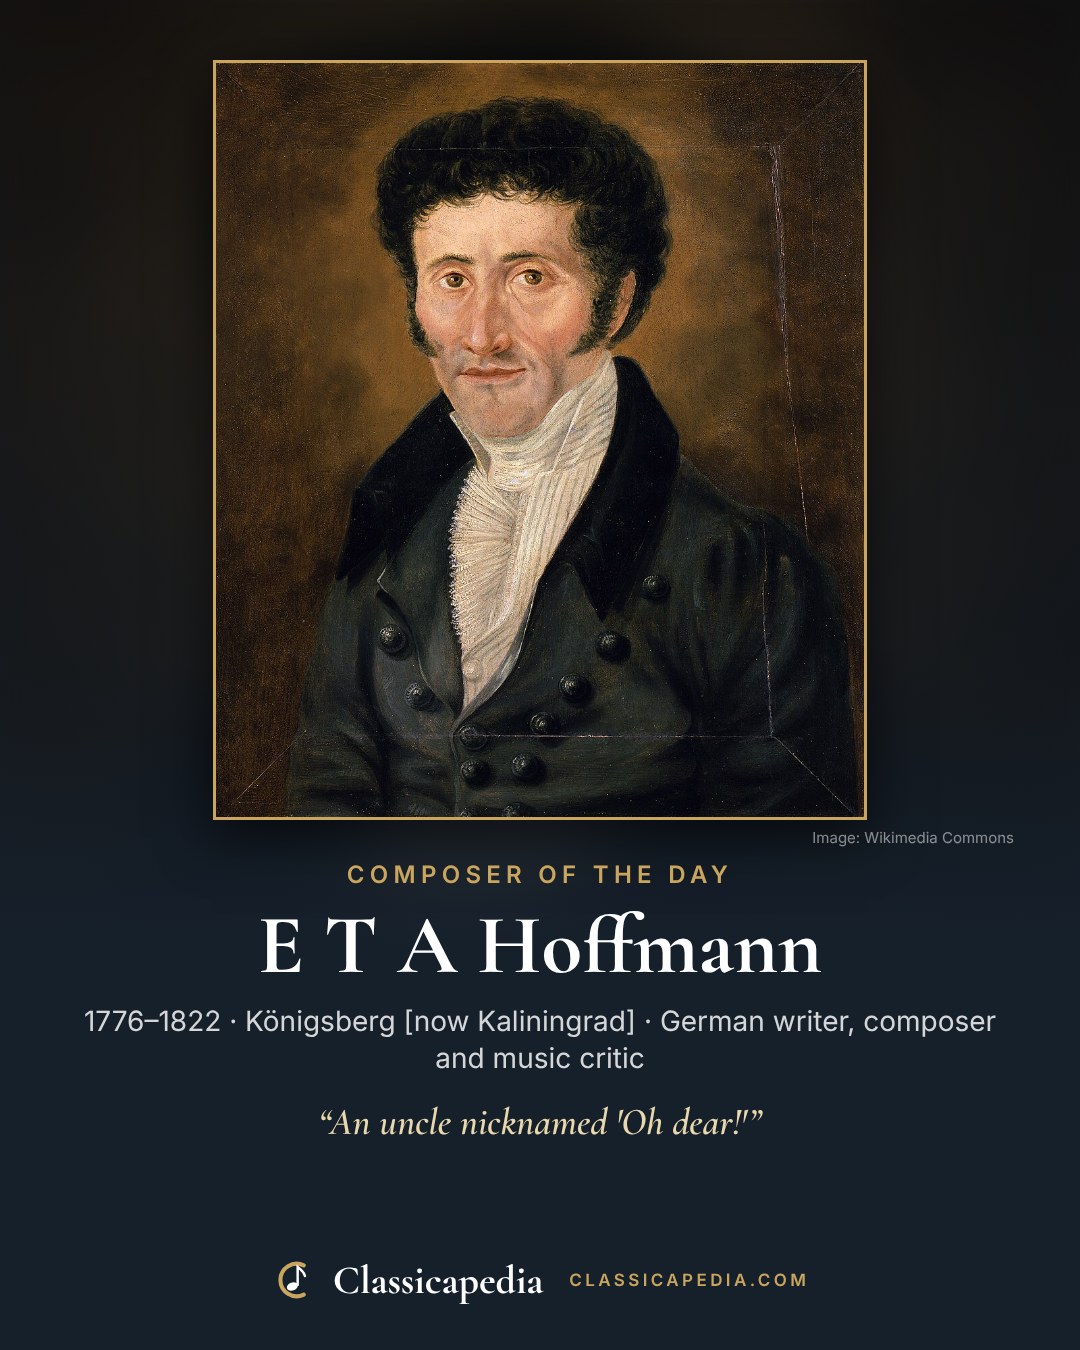 Image: Wikimedia Commons
COMPOSER OF THE DAY
E T A Hoffmann
1776–1822 · Königsberg [now Kaliningrad] · German writer, composer
and music critic
“An uncle nicknamed 'Oh dear!'”
Classicapedia CLASSICAPEDIA.COM